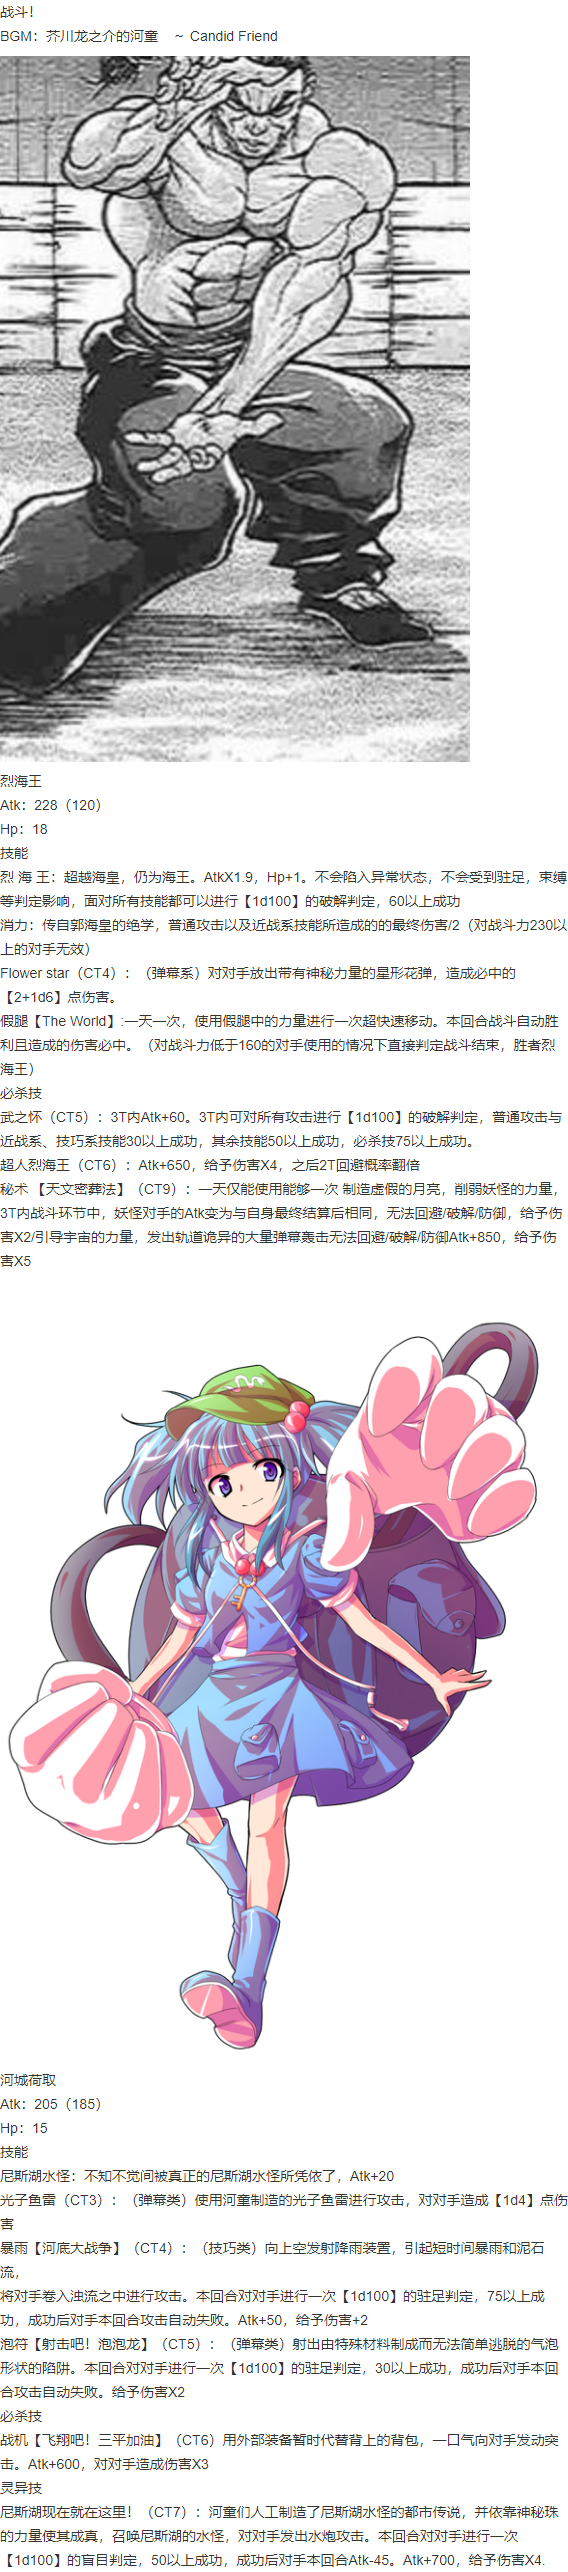 战斗！
BGM：芥川龙之介的河童　~ Candid Friend
烈海王
Atk：228（120）
Hp：18
技能
烈 海 王：超越海皇，仍为海王。AtkX1.9，Hp+1。不会陷入异常状态，不会受到驻足，束缚
等判定影响，面对所有技能都可以进行【1d100】的破解判定，60以上成功
消力：传自郭海皇的绝学，普通攻击以及近战系技能所造成的的最终伤害/2（对战斗力230以
上的对手无效）
Flower star（CT4）：（弹幕系）对对手放出带有神秘力量的星形花弹，造成必中的
【2+1d6】点伤害。
假腿【The World】:一天一次，使用假腿中的力量进行一次超快速移动。本回合战斗自动胜
利且造成的伤害必中。（对战斗力低于160的对手使用的情况下直接判定战斗结束，胜者烈
海王）
必杀技
武之怀（CT5）：3T内Atk+60。3T内可对所有攻击进行【1d100】的破解判定，普通攻击与
近战系、技巧系技能30以上成功，其余技能50以上成功，必杀技75以上成功。
超人烈海王（CT6）：Atk+650，给予伤害X4，之后2T回避概率翻倍
秘术 【天文密葬法】（CT9）：一天仅能使用能够一次 制造虚假的月亮，削弱妖怪的力量，
3T内战斗环节中，妖怪对手的Atk变为与自身最终结算后相同，无法回避/破解/防御，给予伤
害X2/引导宇宙的力量，发出轨道诡异的大量弹幕轰击无法回避/破解/防御Atk+850，给予伤
害X5
河城荷取
Atk：205（185）
Hp：15
技能
尼斯湖水怪：不知不觉间被真正的尼斯湖水怪所凭依了，Atk+20
光子鱼雷（CT3）：（弹幕类）使用河童制造的光子鱼雷进行攻击，对对手造成【1d4】点伤
害
暴雨【河底大战争】（CT4）：（技巧类）向上空发射降雨装置，引起短时间暴雨和泥石
流，
将对手卷入浊流之中进行攻击。本回合对对手进行一次【1d100】的驻足判定，75以上成
功，成功后对手本回合攻击自动失败。Atk+50，给予伤害+2
泡符【射击吧！泡泡龙】（CT5）：（弹幕类）射出由特殊材料制成而无法简单逃脱的气泡
形状的陷阱。本回合对对手进行一次【1d100】的驻足判定，30以上成功，成功后对手本回
合攻击自动失败。给予伤害X2
必杀技
战机【飞翔吧！三平加油】（CT6）用外部装备暂时代替背上的背包，一口气向对手发动突
击。Atk+600，对对手造成伤害X3
灵异技
尼斯湖现在就在这里！（CT7）：河童们人工制造了尼斯湖水怪的都市传说，并依靠神秘珠
的力量使其成真，召唤尼斯湖的水怪，对对手发出水炮攻击。本回合对对手进行一次
【1d100】的盲目判定，50以上成功，成功后对手本回合Atk-45。Atk+700，给予伤害X4.